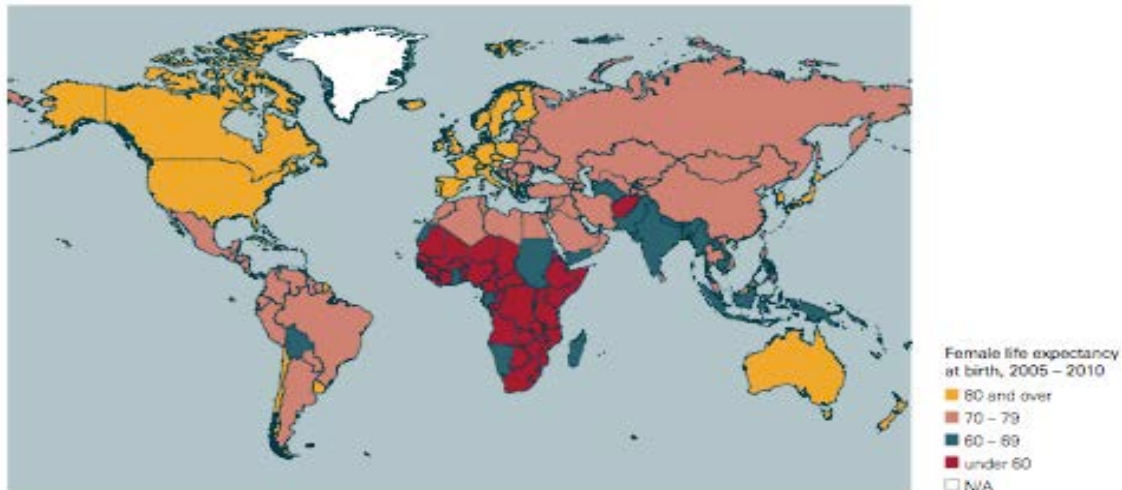 Female life expectancy
at birth, 2005 – 2010
80 and over
70 – 79
60 – 69
under 60
N/A